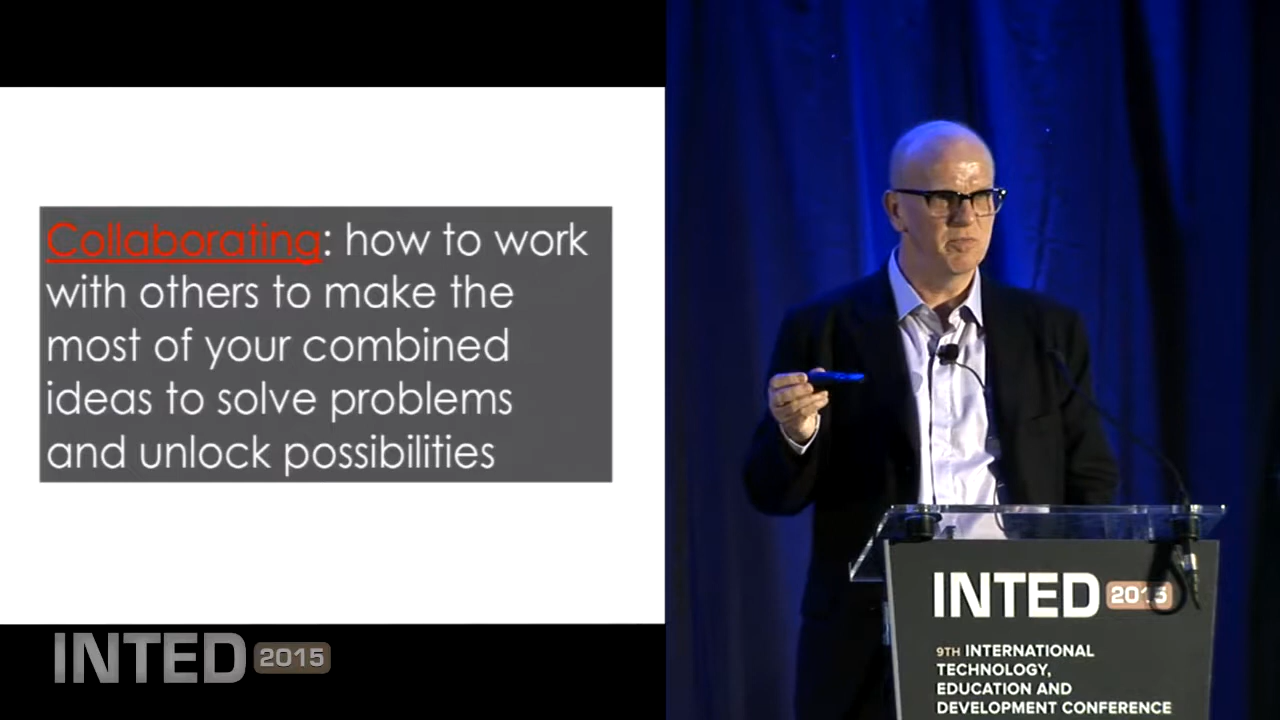 Collaborating: how to work
with others to make the
most of your combined
ideas to solve problems
and unlock possibilities
INTED 2015
INTED 2015
9TH INTERNATIONAL
TECHNOLOGY,
EDUCATION AND
DEVELOPMENT CONFERENCE